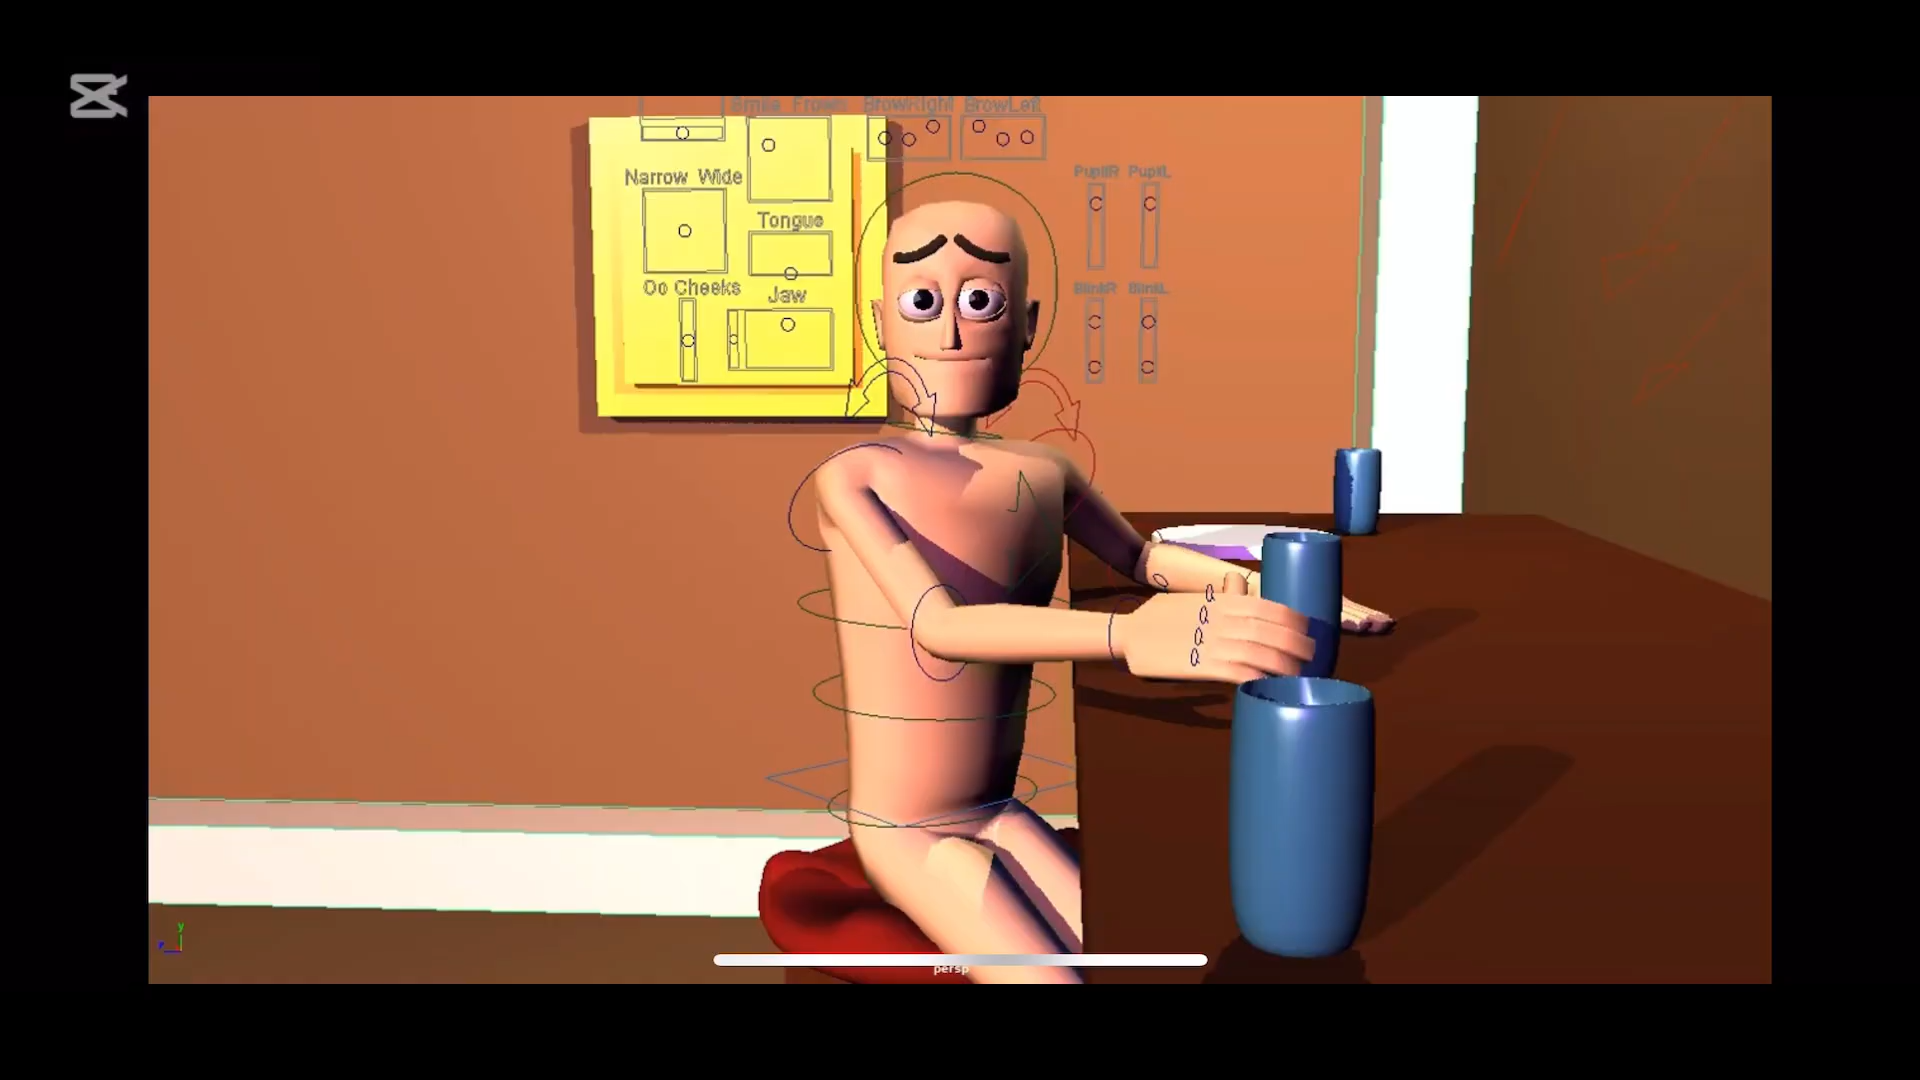 Smile Frown BrowRight BrowLeft
PupilR PupilL
Narrow Wide
Tongue
Oo Cheeks
Jaw
BlinkR BlinkL
y
persp